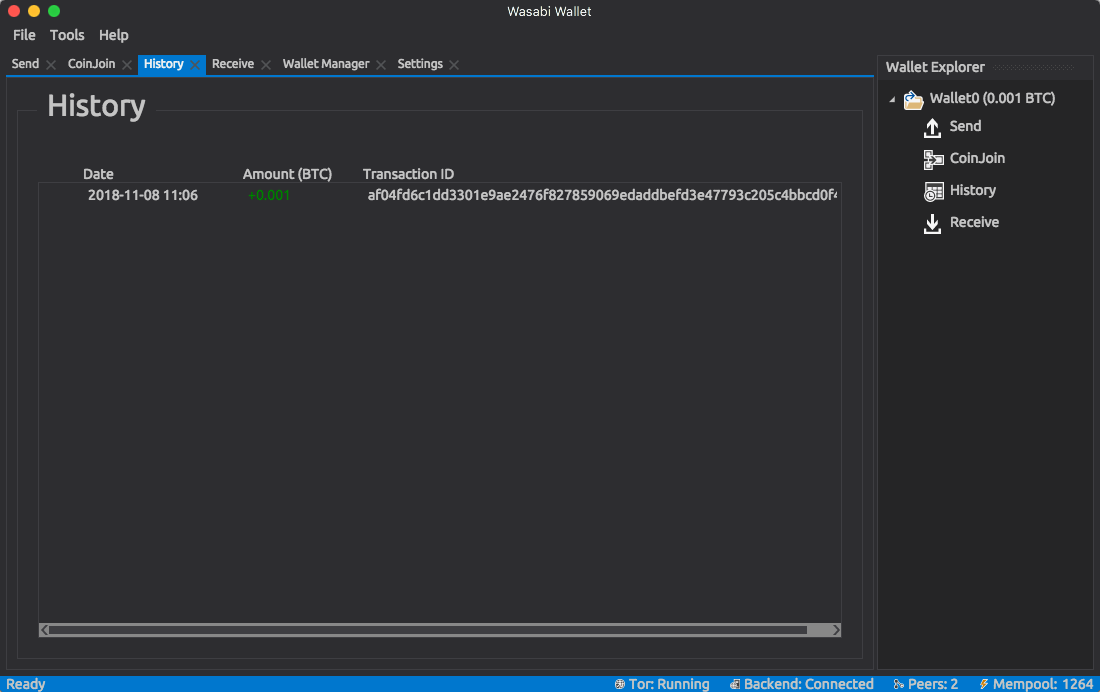 Wasabi Wallet
File Tools Help
Send CoinJoin History Receive Wallet Manager Settings
Wallet Explorer
History
Wallet0 (0.001 BTC)
Send
CoinJoin
History
Receive
Date Amount (BTC) Transaction ID
2018-11-08 11:06 +0.001 af04fd6c1dd3301e9ae2476f827859069edaddbefd3e47793c205c4bbcd0f4
Ready Tor: Running Backend: Connected Peers: 2 Mempool: 1264